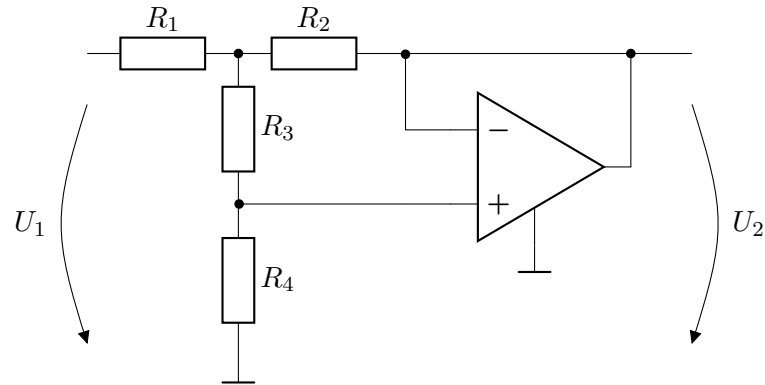 R₁
R₂
R₃
−
+
U₁
U₂
R₄